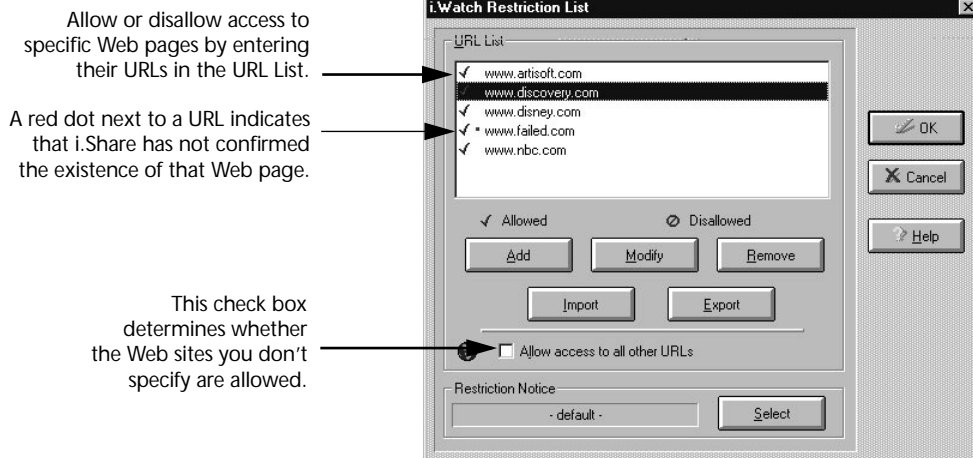 i.Watch Restriction List
Allow or disallow access to
specific Web pages by entering
their URLs in the URL List.
A red dot next to a URL indicates
that i.Share has not confirmed
the existence of that Web page.
This check box
determines whether
the Web sites you don't
specify are allowed.
URL List
www.artisoft.com
www.discovery.com
www.disney.com
www.failed.com
www.nbc.com
Allowed
Disallowed
Add
Modify
Remove
Import
Export
Allow access to all other URLs
Restriction Notice
- default -
Select
OK
Cancel
Help